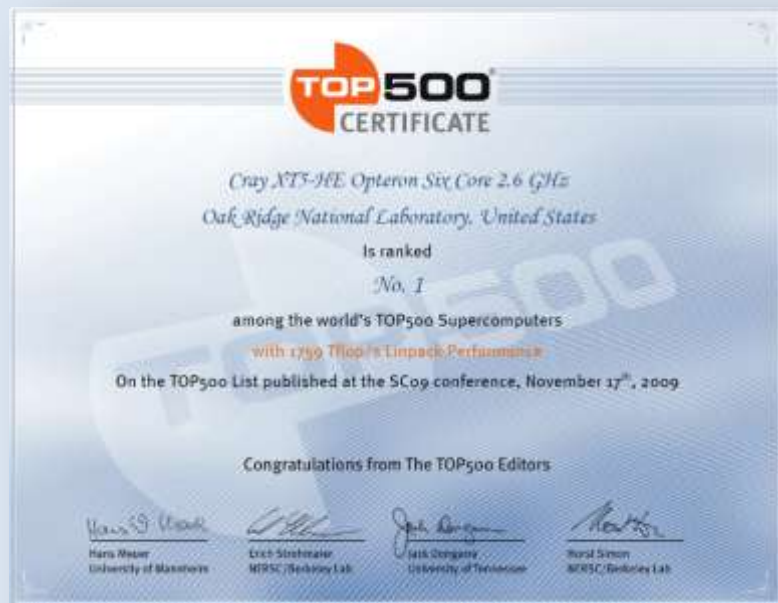 TOP 500®
CERTIFICATE
Cray XT5-HE Opteron Six Core 2.6 GHz
Oak Ridge National Laboratory, United States
Is ranked
No. 1
among the world's TOP500 Supercomputers
with 1759 Tflop/s Linpack Performance
On the TOP500 List published at the SC09 conference, November 17th, 2009
Congratulations from The TOP500 Editors
Hans Meuer Erich Strohmaier Jack Dongarra Horst Simon
University of Mannheim NERSC/Berkeley Lab University of Tennessee NERSC/Berkeley Lab